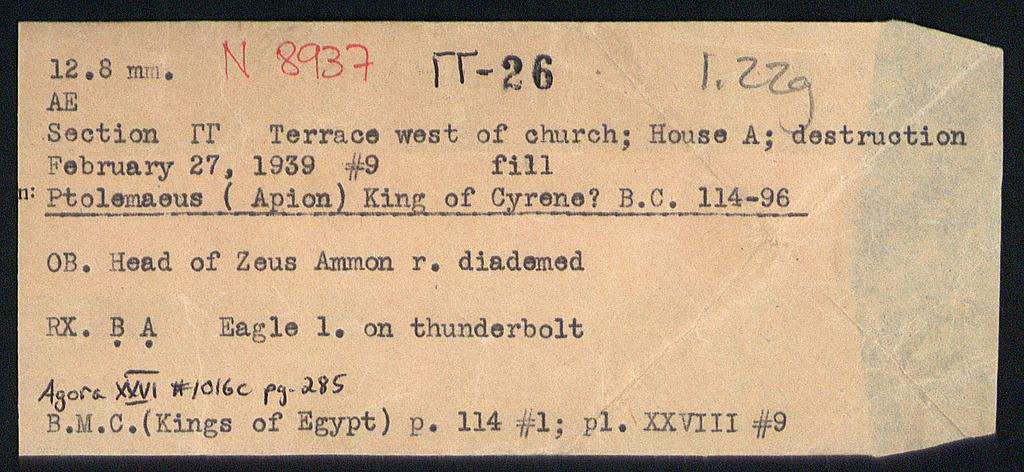 12.8 mm. N 8937 ΓΓ-26 1.22g
AE
Section ΓΓ Terrace west of church; House A; destruction
February 27, 1939 #9 fill
n: Ptolemaeus ( Apion) King of Cyrene? B.C. 114-96
OB. Head of Zeus Ammon r. diademed
RX. Ḅ Ạ Eagle l. on thunderbolt
Agora XXVI #1016c pg. 285
B.M.C.(Kings of Egypt) p. 114 #1; pl. XXVIII #9